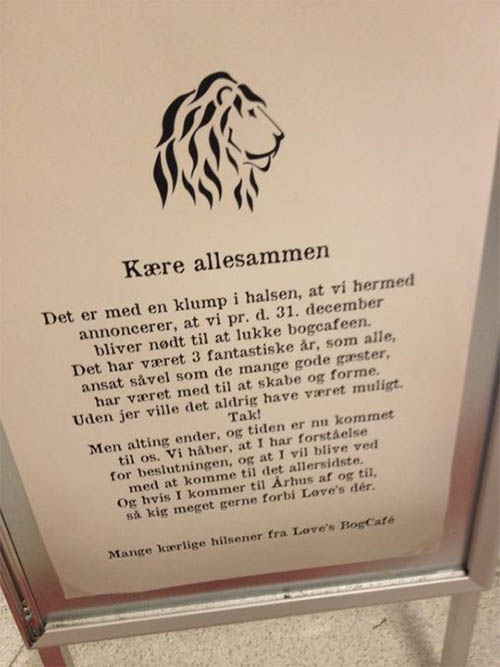 Kære allesammen
Det er med en klump i halsen, at vi hermed
annoncerer, at vi pr. d. 31. december
bliver nødt til at lukke bogcafeen.
Det har været 3 fantastiske år, som alle,
ansat såvel som de mange gode gæster,
har været med til at skabe og forme.
Uden jer ville det aldrig have været muligt.
Tak!
Men alting ender, og tiden er nu kommet
til os. Vi håber, at I har forståelse
for beslutningen, og at I vil blive ved
med at komme til det allersidste.
Og hvis I kommer til Århus af og til,
så kig meget gerne forbi Løve's dér.
Mange kærlige hilsener fra Løve's BogCafé